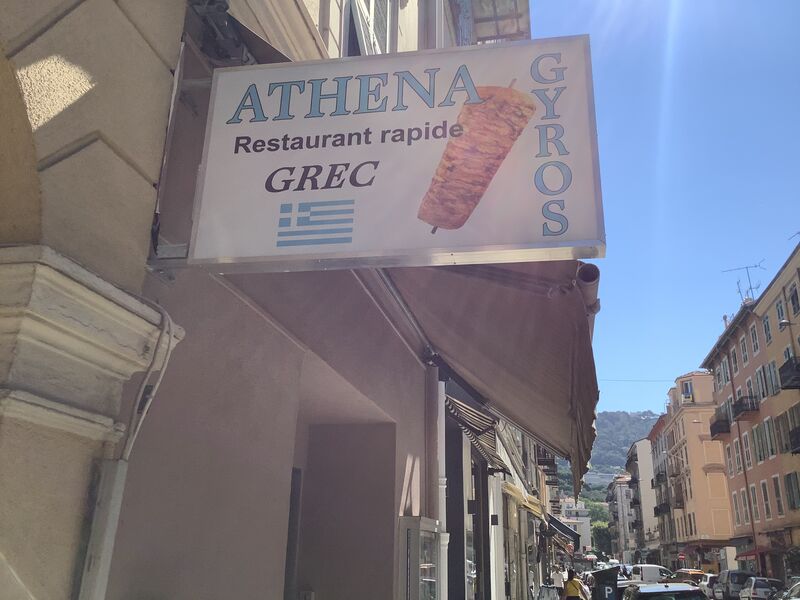 ATHENA
Restaurant rapide
GREC
GYROS
P